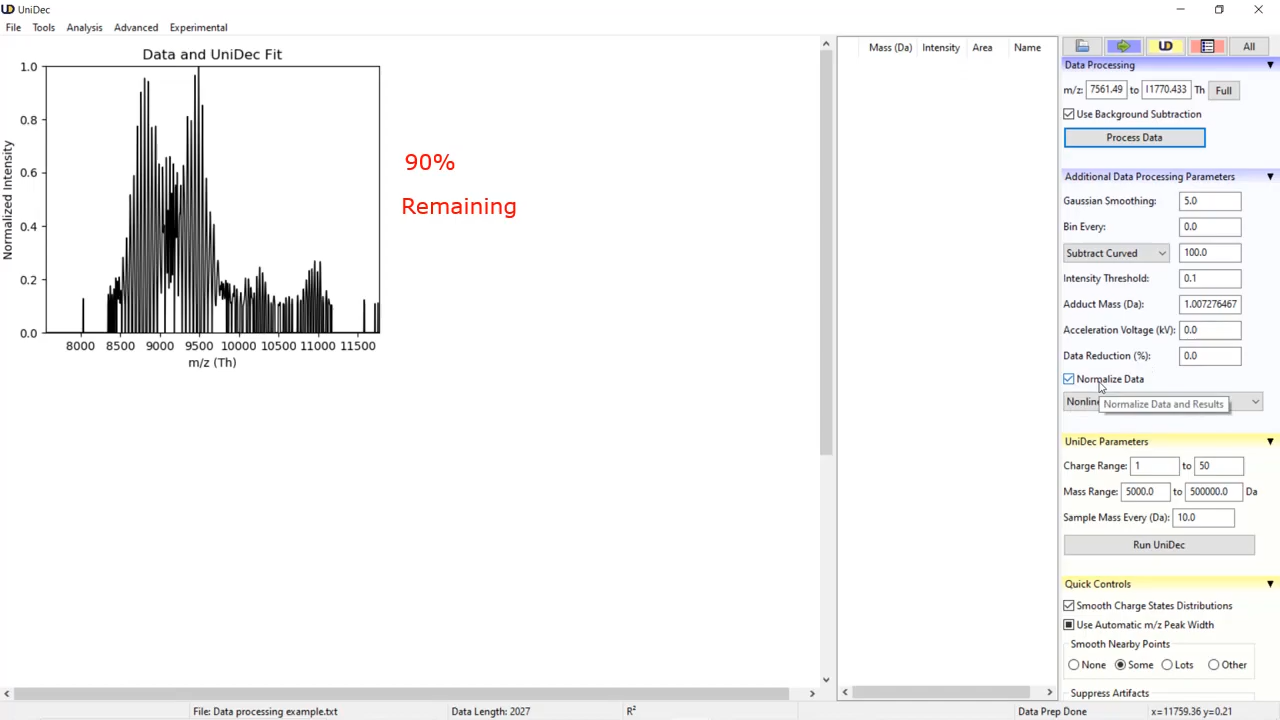 UniDec
File Tools Analysis Advanced Experimental
Data and UniDec Fit
1.0
0.8
0.6
0.4
0.2
0.0
Normalized Intensity
8000 8500 9000 9500 10000 10500 11000 11500
m/z (Th)
90%
Remaining
Mass (Da) Intensity Area Name
UD All
Data Processing
m/z: 7561.49 to 11770.433 Th Full
Use Background Subtraction
Process Data
Additional Data Processing Parameters
Gaussian Smoothing: 5.0
Bin Every: 0.0
Subtract Curved 100.0
Intensity Threshold: 0.1
Adduct Mass (Da): 1.007276467
Acceleration Voltage (kV): 0.0
Data Reduction (%): 0.0
Normalize Data
Normalize Data and Results
UniDec Parameters
Charge Range: 1 to 50
Mass Range: 5000.0 to 500000.0 Da
Sample Mass Every (Da): 10.0
Run UniDec
Quick Controls
Smooth Charge States Distributions
Use Automatic m/z Peak Width
Smooth Nearby Points
None Some Lots Other
Suppress Artifacts
File: Data processing example.txt Data Length: 2027 R² Data Prep Done x=11759.36 y=0.21